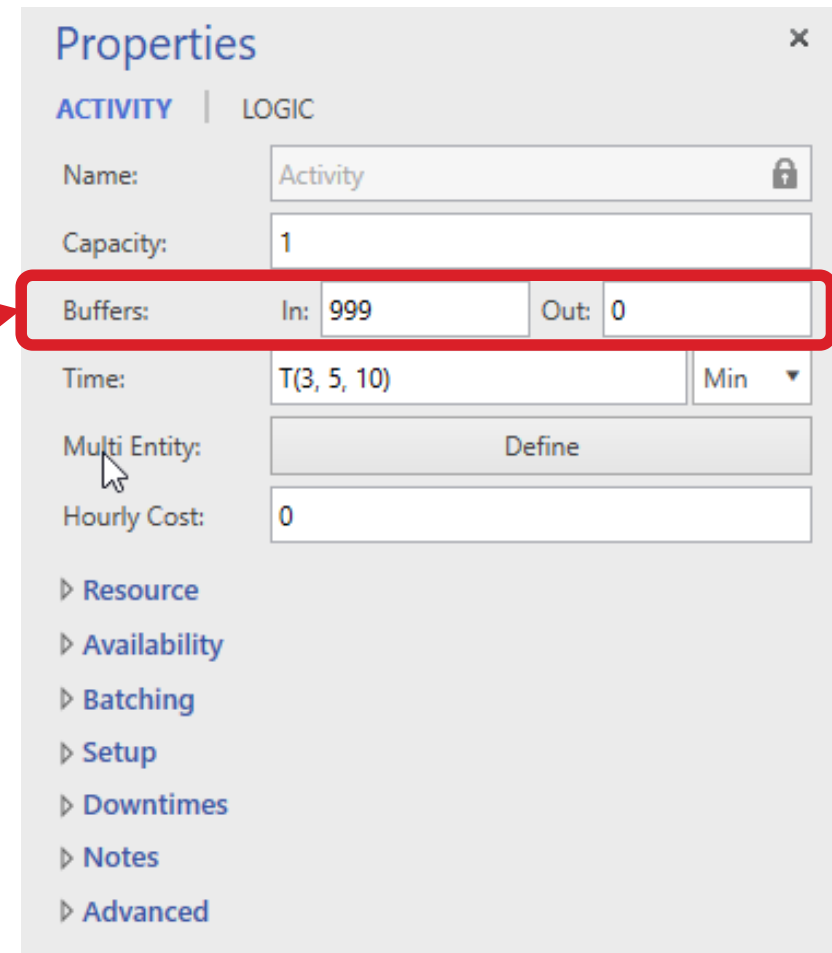 Properties
ACTIVITY | LOGIC
Name: Activity
Capacity: 1
Buffers: In: 999 Out: 0
Time: T(3, 5, 10) Min
Multi Entity: Define
Hourly Cost: 0
Resource
Availability
Batching
Setup
Downtimes
Notes
Advanced